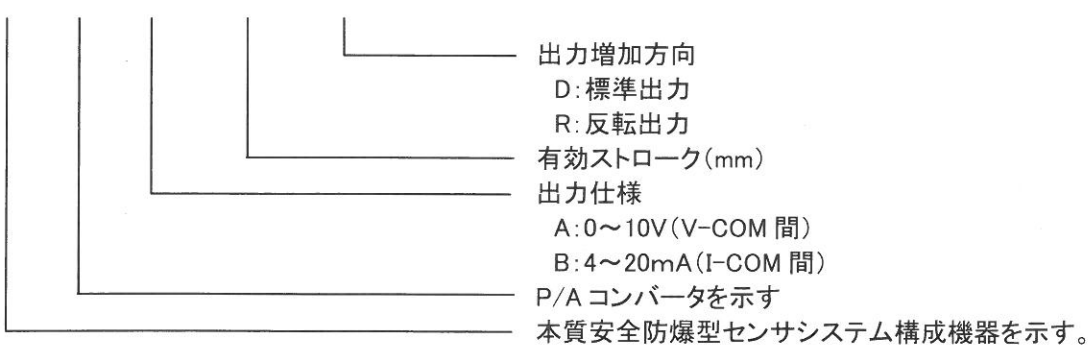 出力増加方向
D:標準出力
R:反転出力
有効ストローク(mm)
出力仕様
A:0～10V(V-COM 間)
B:4～20mA(I-COM 間)
P/A コンバータを示す
本質安全防爆型センサシステム構成機器を示す。